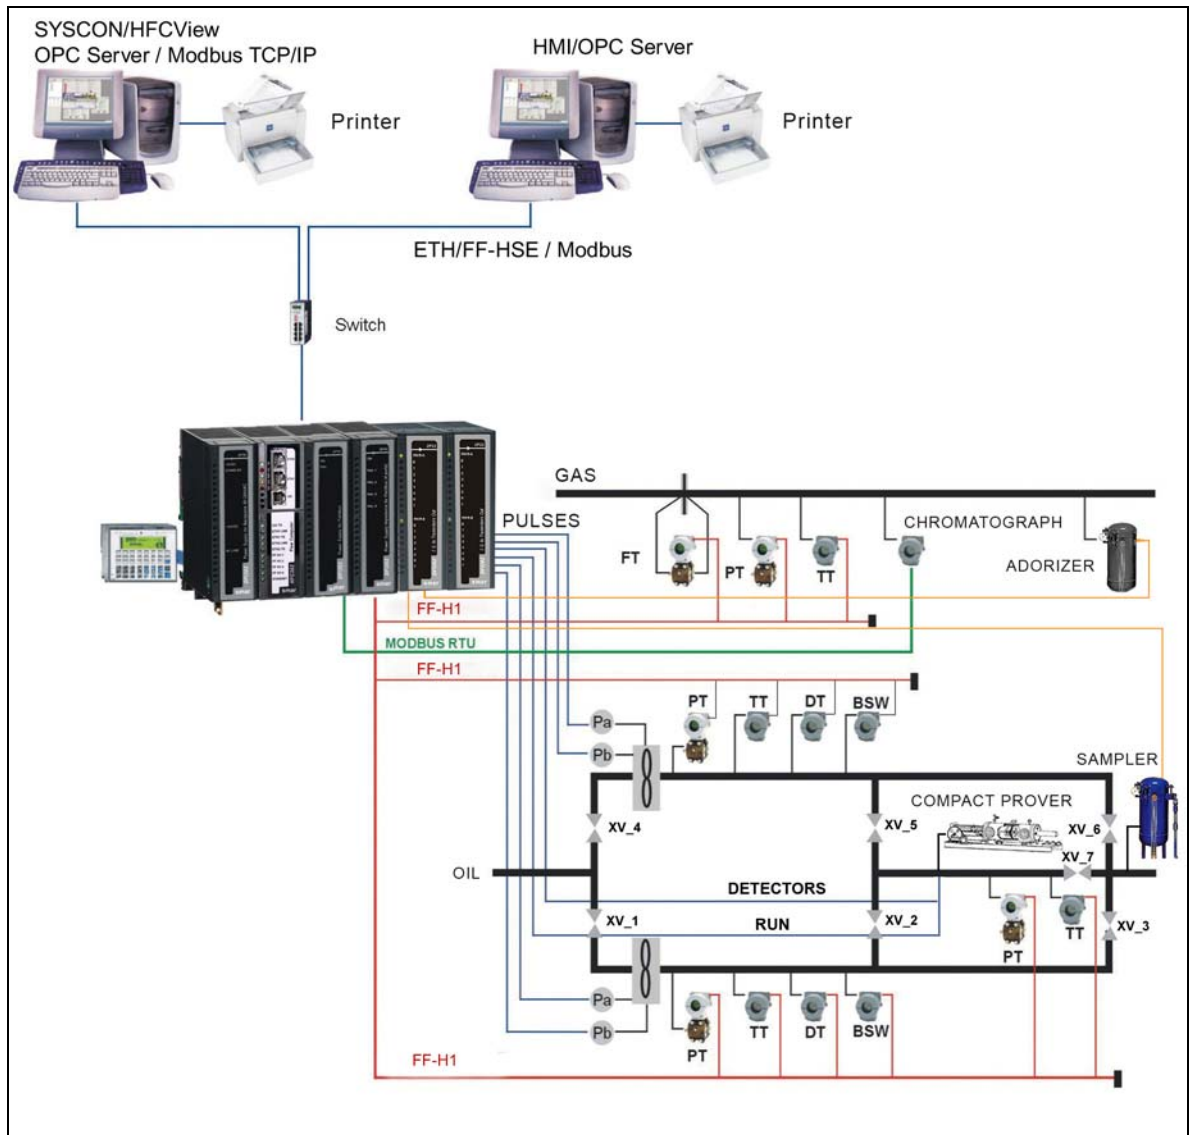 SYSCON/HFCView
OPC Server / Modbus TCP/IP
HMI/OPC Server
Printer
Printer
ETH/FF-HSE / Modbus
Switch
GAS
PULSES
CHROMATOGRAPH
FT
PT
TT
ADORIZER
FF-H1
MODBUS RTU
FF-H1
PT
TT
DT
BSW
Pa
Pb
SAMPLER
COMPACT PROVER
XV_4
XV_5
XV_6
XV_7
OIL
DETECTORS
XV_1
RUN
XV_2
XV_3
TT
PT
Pa
Pb
PT
TT
DT
BSW
FF-H1